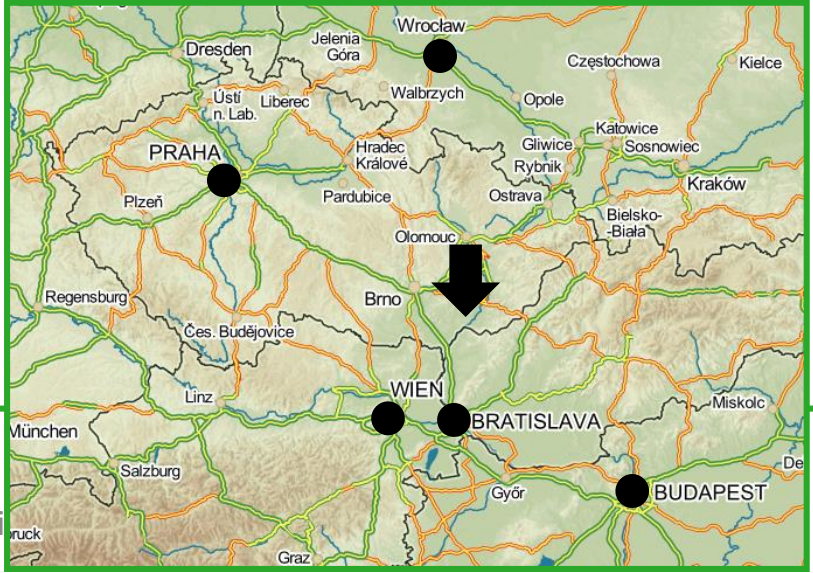 Wrocław
Dresden
Jelenia
Góra
Częstochowa
Kielce
Ústí
n. Lab.
Liberec
Walbrzych
Opole
PRAHA
Hradec
Králové
Gliwice
Katowice
Sosnowiec
Rybnik
Kraków
Plzeň
Pardubice
Ostrava
Bielsko-
-Biała
Olomouc
Regensburg
Brno
Čes. Budějovice
Linz
WIEN
BRATISLAVA
Miskolc
München
Salzburg
Győr
BUDAPEST
De
ruck
Graz